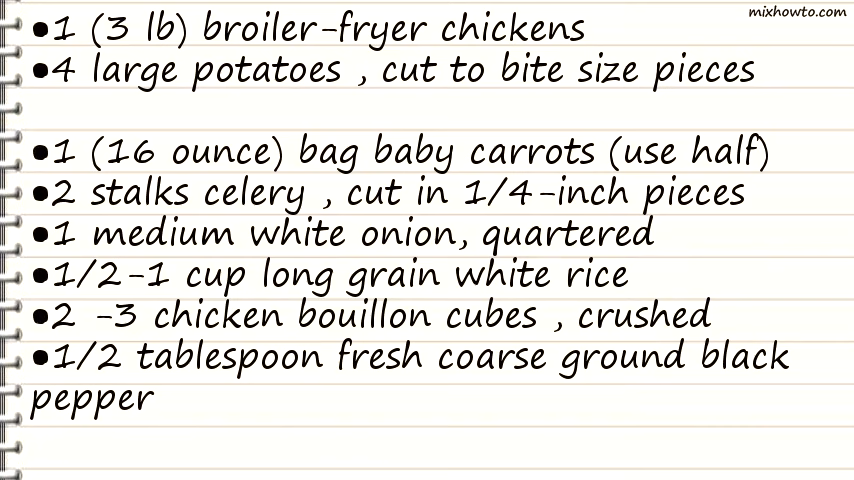 mixhowto.com
•1 (3 lb) broiler-fryer chickens
•4 large potatoes , cut to bite size pieces
•1 (16 ounce) bag baby carrots (use half)
•2 stalks celery , cut in 1/4-inch pieces
•1 medium white onion, quartered
•1/2-1 cup long grain white rice
•2 -3 chicken bouillon cubes , crushed
•1/2 tablespoon fresh coarse ground black
pepper